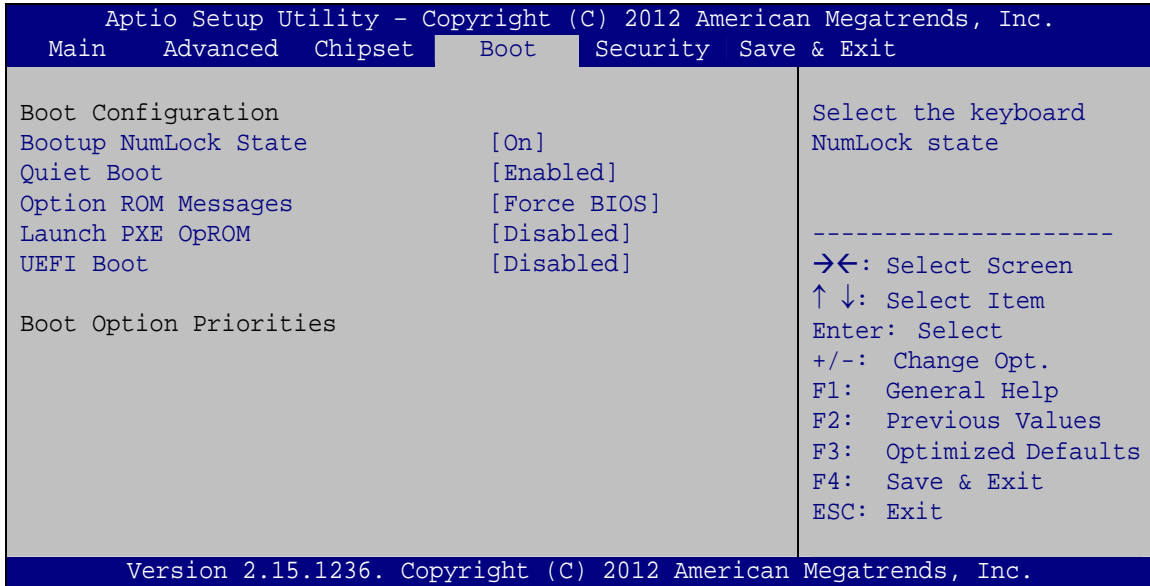 Aptio Setup Utility – Copyright (C) 2012 American Megatrends, Inc.
Main Advanced Chipset Boot Security Save & Exit
Boot Configuration
Bootup NumLock State [On]
Quiet Boot [Enabled]
Option ROM Messages [Force BIOS]
Launch PXE OpROM [Disabled]
UEFI Boot [Disabled]
Boot Option Priorities
Select the keyboard
NumLock state
---------------------
→←: Select Screen
↑ ↓: Select Item
Enter: Select
+/-: Change Opt.
F1: General Help
F2: Previous Values
F3: Optimized Defaults
F4: Save & Exit
ESC: Exit
Version 2.15.1236. Copyright (C) 2012 American Megatrends, Inc.